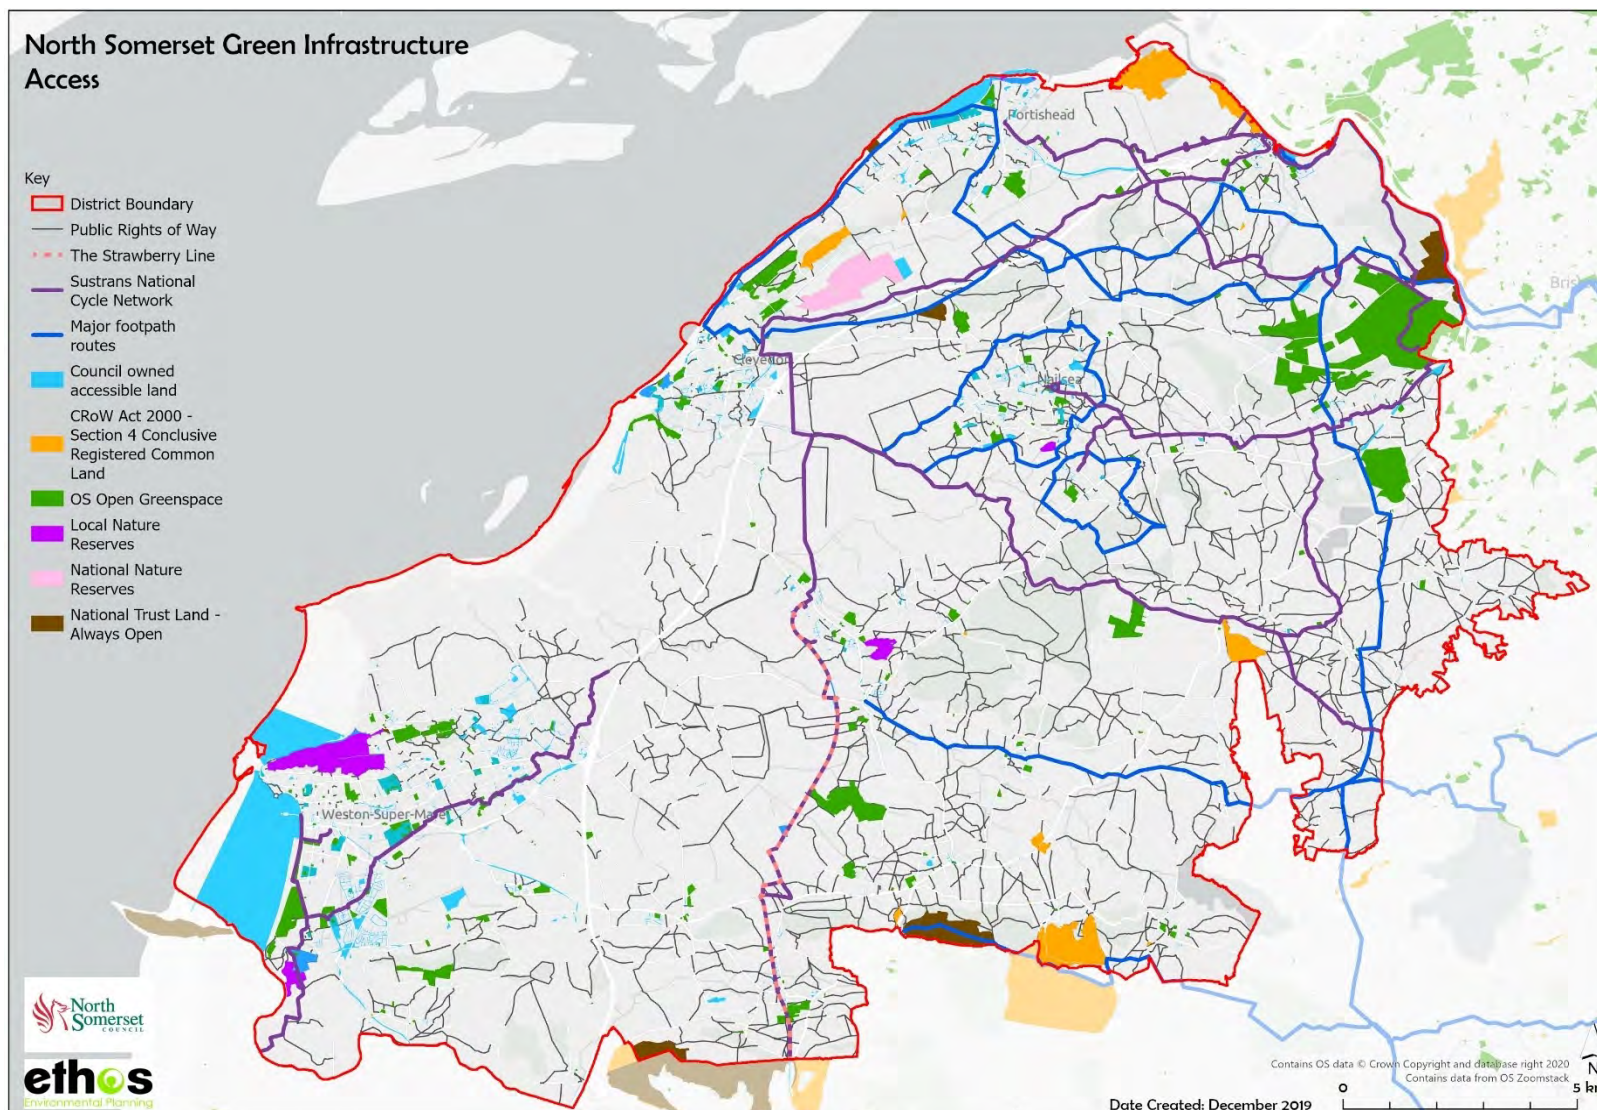 North Somerset Green Infrastructure
Access
Key
District Boundary
Public Rights of Way
The Strawberry Line
Sustrans National
Cycle Network
Major footpath
routes
Council owned
accessible land
CRoW Act 2000 -
Section 4 Conclusive
Registered Common
Land
OS Open Greenspace
Local Nature
Reserves
National Nature
Reserves
National Trust Land -
Always Open
Portishead
Nailsea
Weston-Super-Mare
North
Somerset
COUNCIL
ethos
Environmental Planning
Contains OS data © Crown Copyright and database right 2020
Contains data from OS Zoomstack
N
0
5 km
Date Created: December 2019